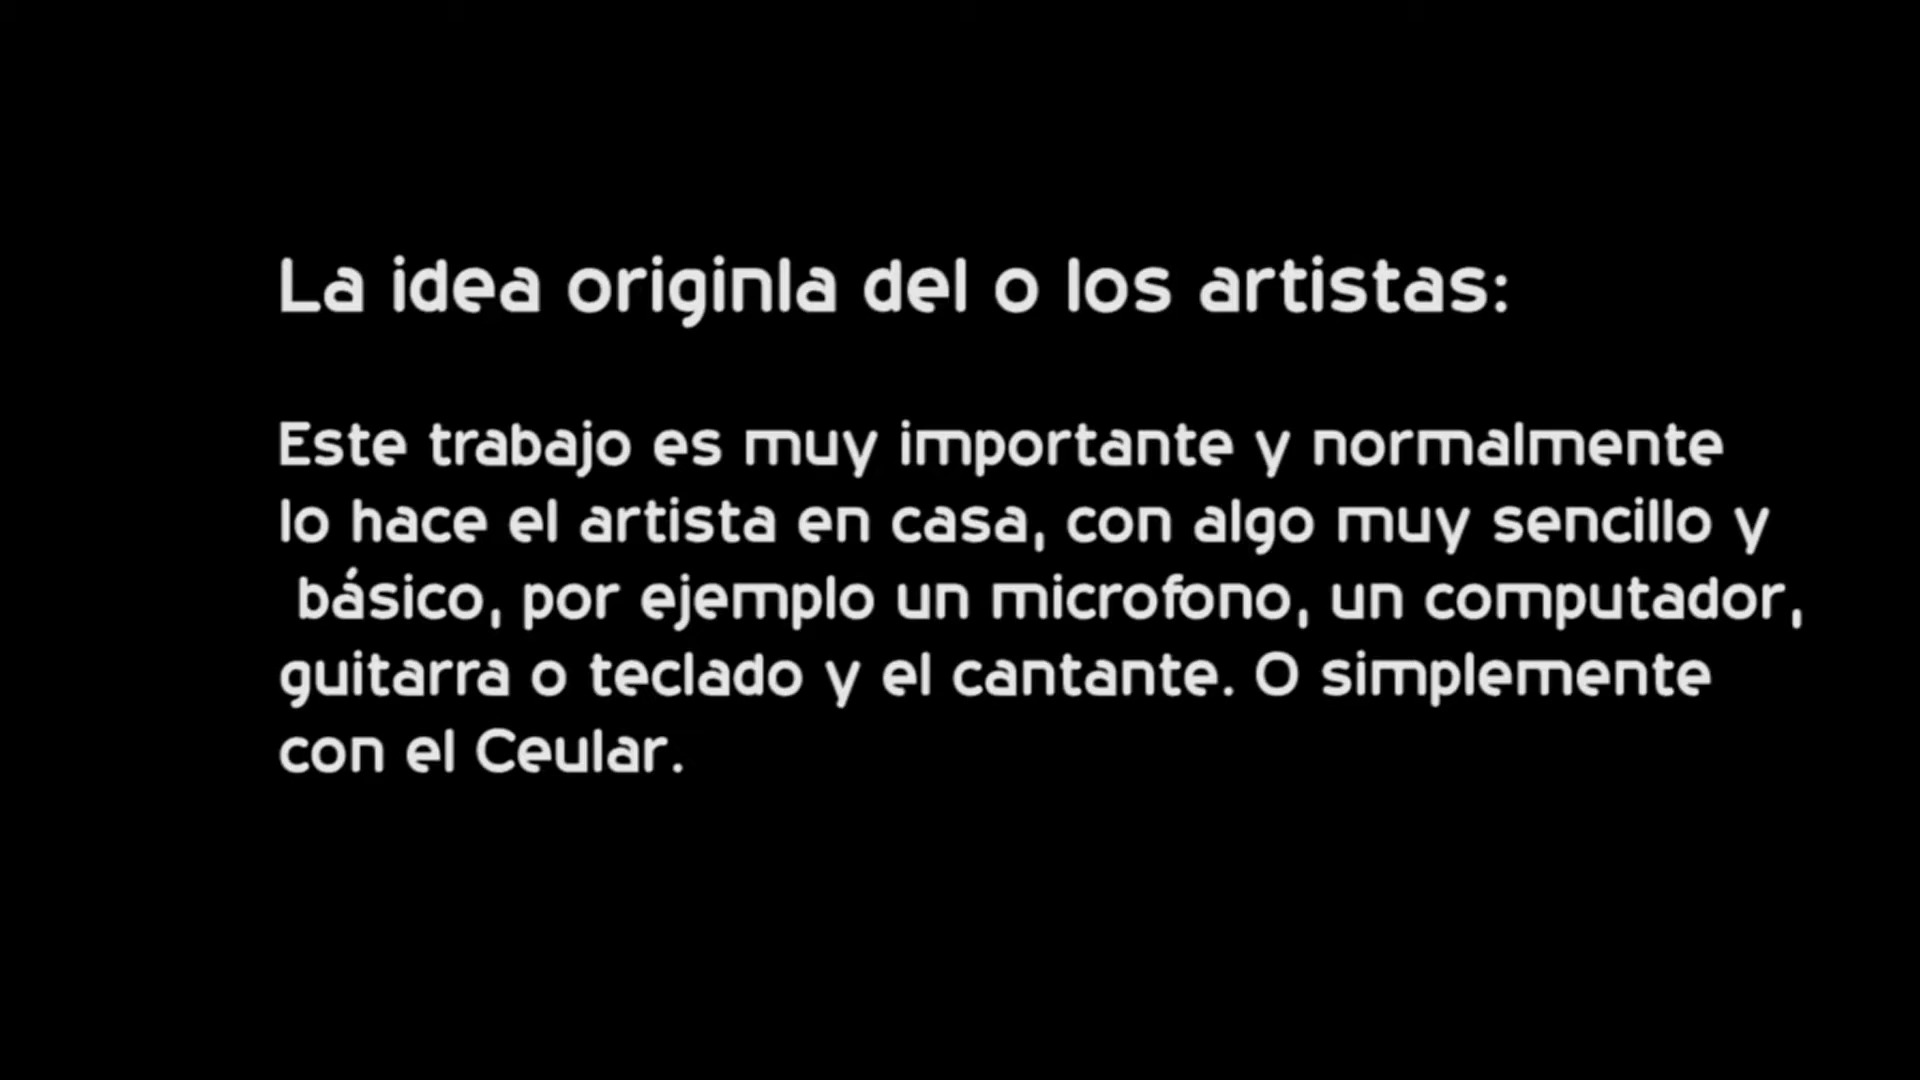 La idea originla del o los artistas:
Este trabajo es muy importante y normalmente
lo hace el artista en casa, con algo muy sencillo y
básico, por ejemplo un microfono, un computador,
guitarra o teclado y el cantante. O simplemente
con el Ceular.